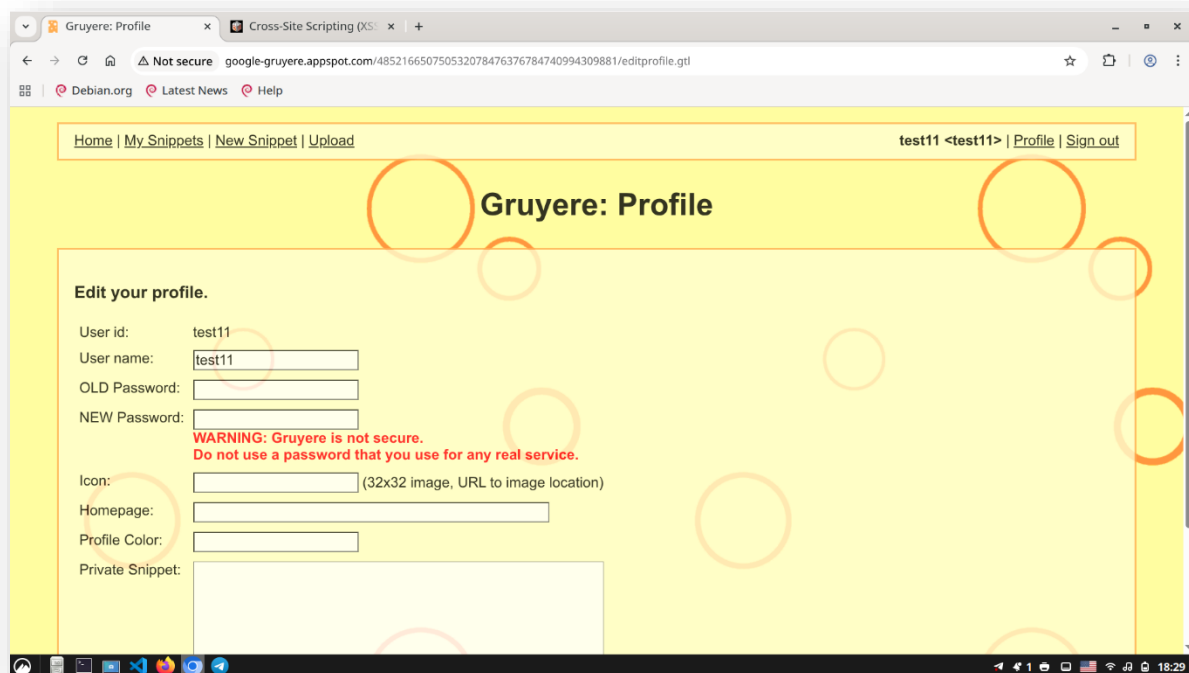 Gruyere: Profile
Cross-Site Scripting (XSS
Not secure google-gruyere.appspot.com/485216650750532078476376784740994309881/editprofile.gtl
Debian.org Latest News Help
Home | My Snippets | New Snippet | Upload
test11 <test11> | Profile | Sign out
Gruyere: Profile
Edit your profile.
User id: test11
User name: test11
OLD Password:
NEW Password:
WARNING: Gruyere is not secure.
Do not use a password that you use for any real service.
Icon: (32x32 image, URL to image location)
Homepage:
Profile Color:
Private Snippet:
1 18:29